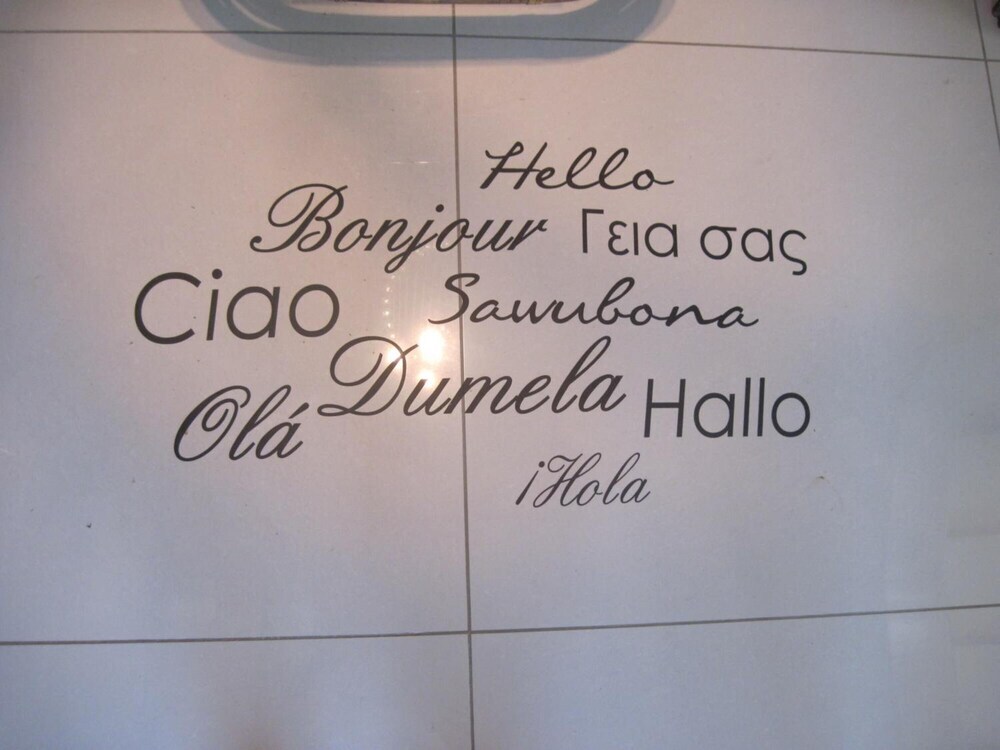 Hello
Bonjour Γεια σας
Ciao Sawubona
Dumela Hallo
Olá
¡Hola